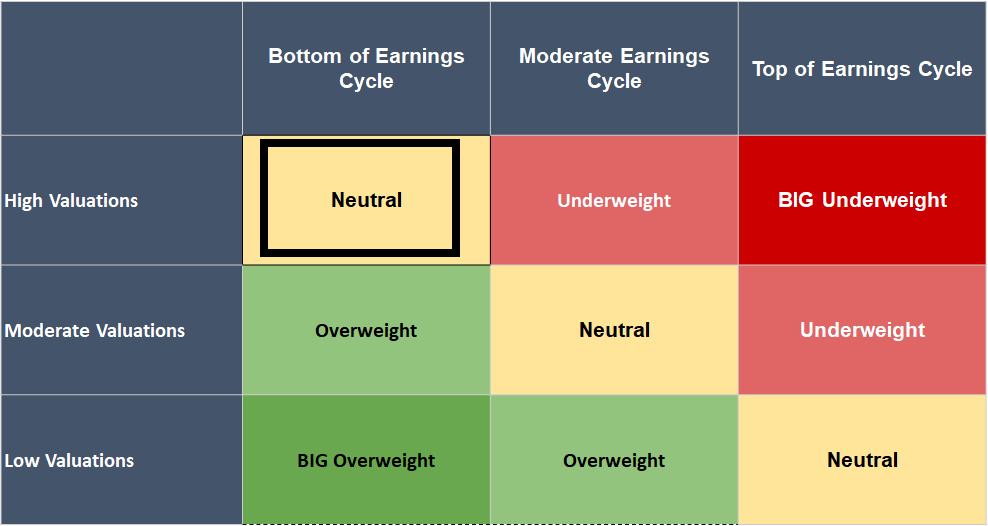 Bottom of Earnings
Cycle
Moderate Earnings
Cycle
Top of Earnings Cycle
High Valuations
Neutral
Underweight
BIG Underweight
Moderate Valuations
Overweight
Neutral
Underweight
Low Valuations
BIG Overweight
Overweight
Neutral